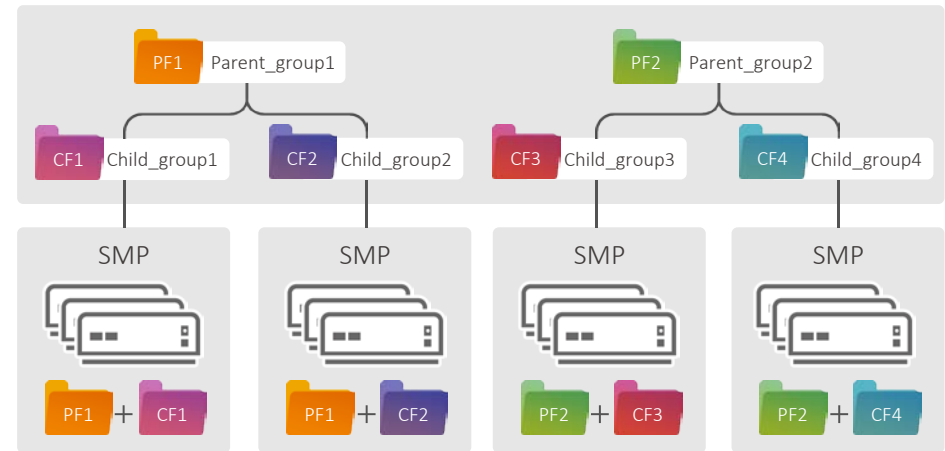 PF1 Parent_group1
PF2 Parent_group2
CF1 Child_group1
CF2 Child_group2
CF3 Child_group3
CF4 Child_group4
SMP
PF1 + CF1
SMP
PF1 + CF2
SMP
PF2 + CF3
SMP
PF2 + CF4